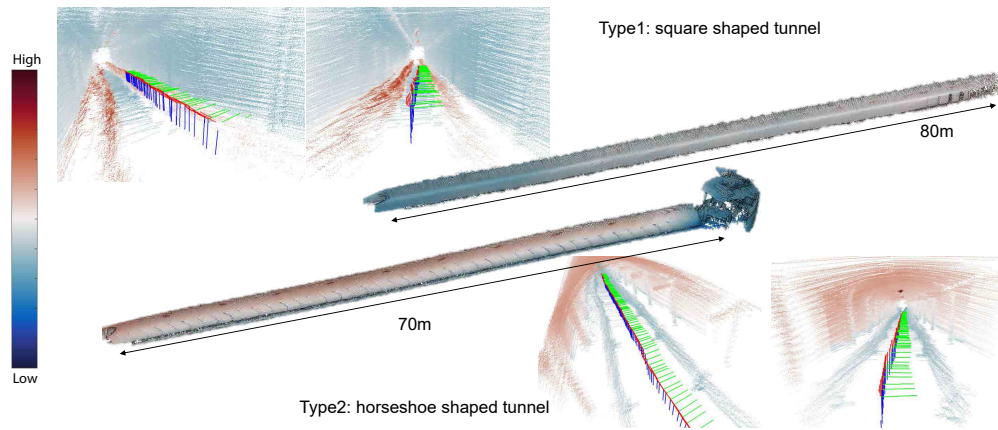 Type1: square shaped tunnel
High
80m
70m
Low
Type2: horseshoe shaped tunnel